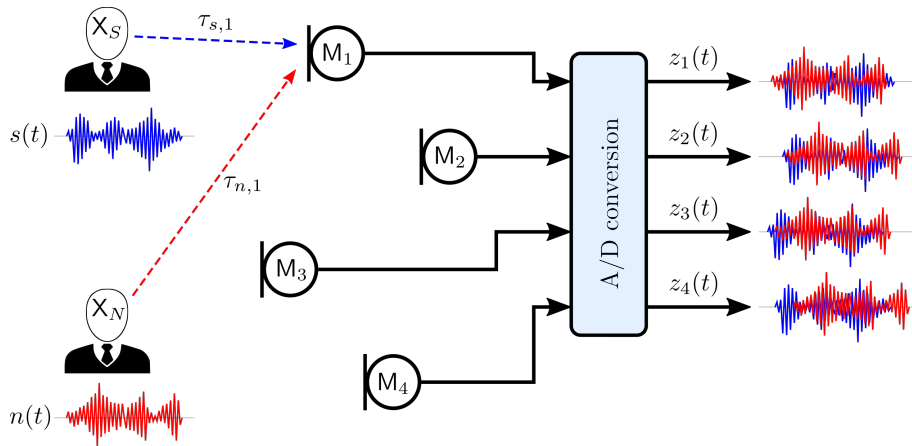 X_S
τ_{s,1}
s(t)
X_N
τ_{n,1}
n(t)
M_1
M_2
M_3
M_4
A/D conversion
z_1(t)
z_2(t)
z_3(t)
z_4(t)